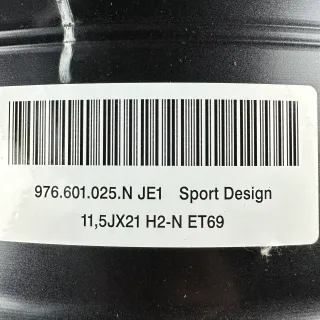 976.601.025.N JE1 Sport Design
11,5JX21 H2-N ET69